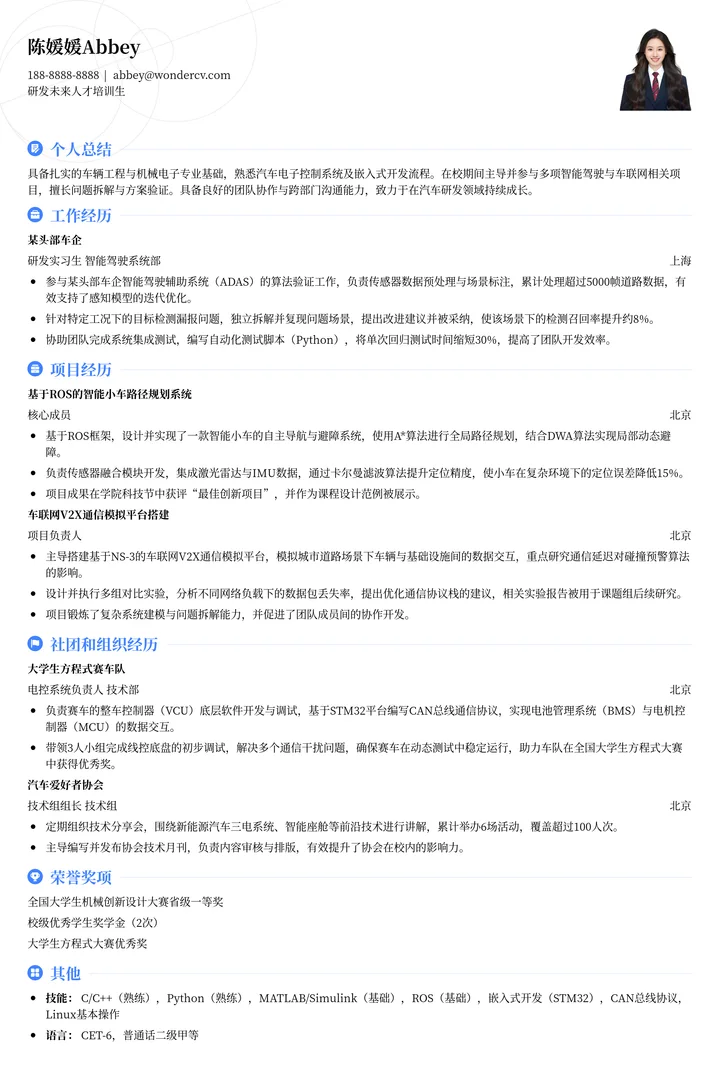 陈媛媛Abbey
188-8888-8888 | abbey@wondercv.com
研发未来人才培训生
个人总结
具备扎实的车辆工程与机械电子专业基础，熟悉汽车电子控制系统及嵌入式开发流程。在校期间主导并参与多项智能驾驶与车联网相关项
目，擅长问题拆解与方案验证。具备良好的团队协作与跨部门沟通能力，致力于在汽车研发领域持续成长。
工作经历
某头部车企
研发实习生 智能驾驶系统部 上海
• 参与某头部车企智能驾驶辅助系统（ADAS）的算法验证工作，负责传感器数据预处理与场景标注，累计处理超过5000帧道路数据，有
效支持了感知模型的迭代优化。
• 针对特定工况下的目标检测漏报问题，独立拆解并复现问题场景，提出改进建议并被采纳，使该场景下的检测召回率提升约8%。
• 协助团队完成系统集成测试，编写自动化测试脚本（Python），将单次回归测试时间缩短30%，提高了团队开发效率。
项目经历
基于ROS的智能小车路径规划系统
核心成员 北京
• 基于ROS框架，设计并实现了一款智能小车的自主导航与避障系统，使用A*算法进行全局路径规划，结合DWA算法实现局部动态避
障。
• 负责传感器融合模块开发，集成激光雷达与IMU数据，通过卡尔曼滤波算法提升定位精度，使小车在复杂环境下的定位误差降低15%。
• 项目成果在学院科技节中获评“最佳创新项目”，并作为课程设计范例被展示。
车联网V2X通信模拟平台搭建
项目负责人 北京
• 主导搭建基于NS-3的车联网V2X通信模拟平台，模拟城市道路场景下车辆与基础设施间的数据交互，重点研究通信延迟对碰撞预警算法
的影响。
• 设计并执行多组对比实验，分析不同网络负载下的数据包丢失率，提出优化通信协议栈的建议，相关实验报告被用于课题组后续研究。
• 项目锻炼了复杂系统建模与问题拆解能力，并促进了团队成员间的协作开发。
社团和组织经历
大学生方程式赛车队
电控系统负责人 技术部 北京
• 负责赛车的整车控制器（VCU）底层软件开发与调试，基于STM32平台编写CAN总线通信协议，实现电池管理系统（BMS）与电机控
制器（MCU）的数据交互。
• 带领3人小组完成线控底盘的初步调试，解决多个通信干扰问题，确保赛车在动态测试中稳定运行，助力车队在全国大学生方程式大赛
中获得优秀奖。
汽车爱好者协会
技术组组长 技术组 北京
• 定期组织技术分享会，围绕新能源汽车三电系统、智能座舱等前沿技术进行讲解，累计举办6场活动，覆盖超过100人次。
• 主导编写并发布协会技术月刊，负责内容审核与排版，有效提升了协会在校内的影响力。
荣誉奖项
全国大学生机械创新设计大赛省级一等奖
校级优秀学生奖学金（2次）
大学生方程式大赛优秀奖
其他
• 技能： C/C++（熟练），Python（熟练），MATLAB/Simulink（基础），ROS（基础），嵌入式开发（STM32），CAN总线协议，
Linux基本操作
• 语言： CET-6，普通话二级甲等